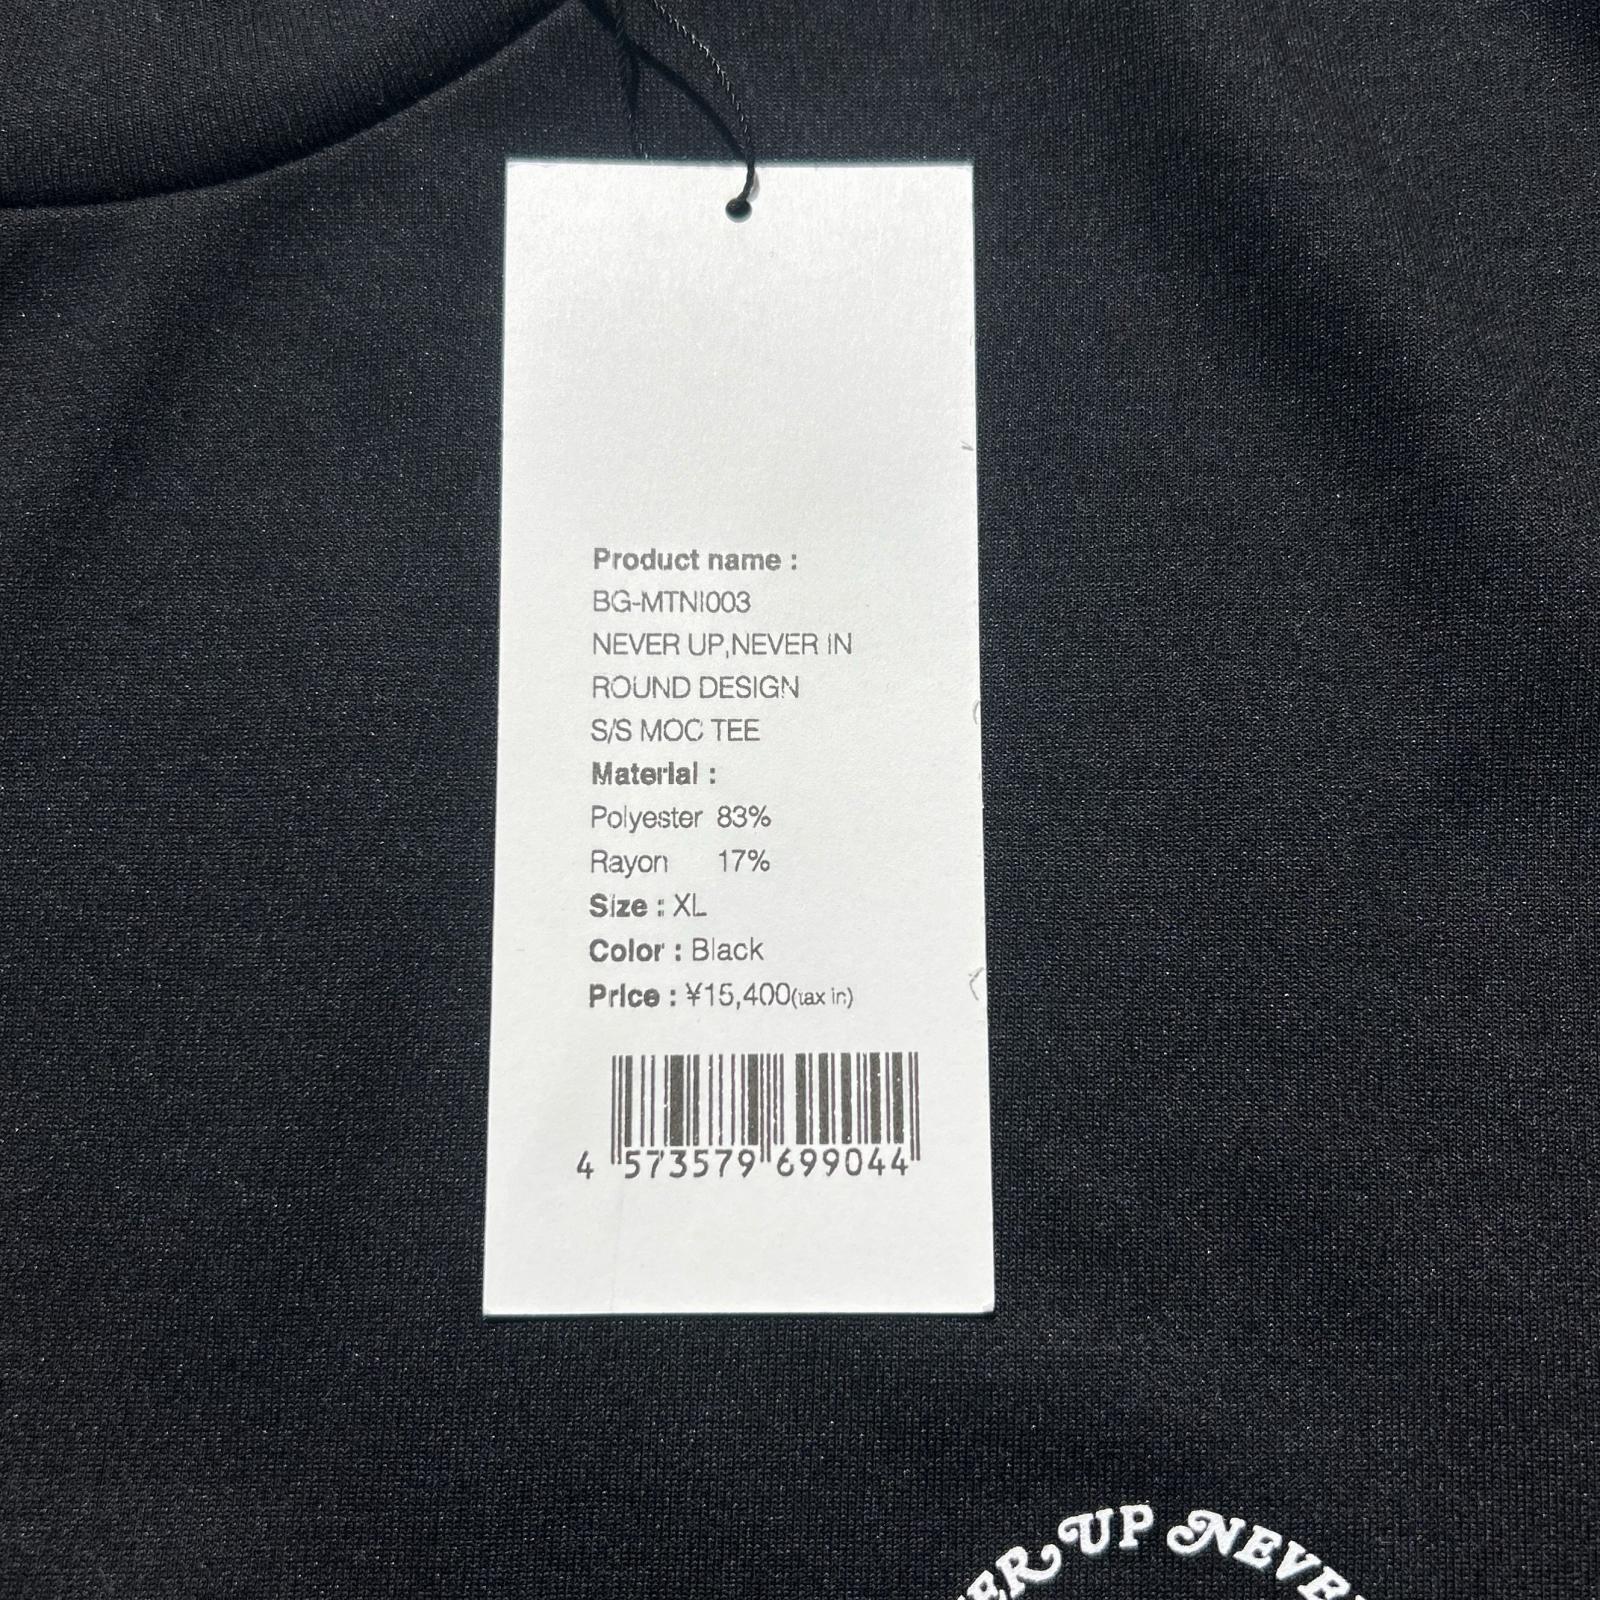 Product name :
BG-MTNI003
NEVER UP,NEVER IN
ROUND DESIGN
S/S MOC TEE
Material :
Polyester 83%
Rayon 17%
Size : XL
Color : Black
Price : ¥15,400(tax in)
4 573579 699044
UP NEVER